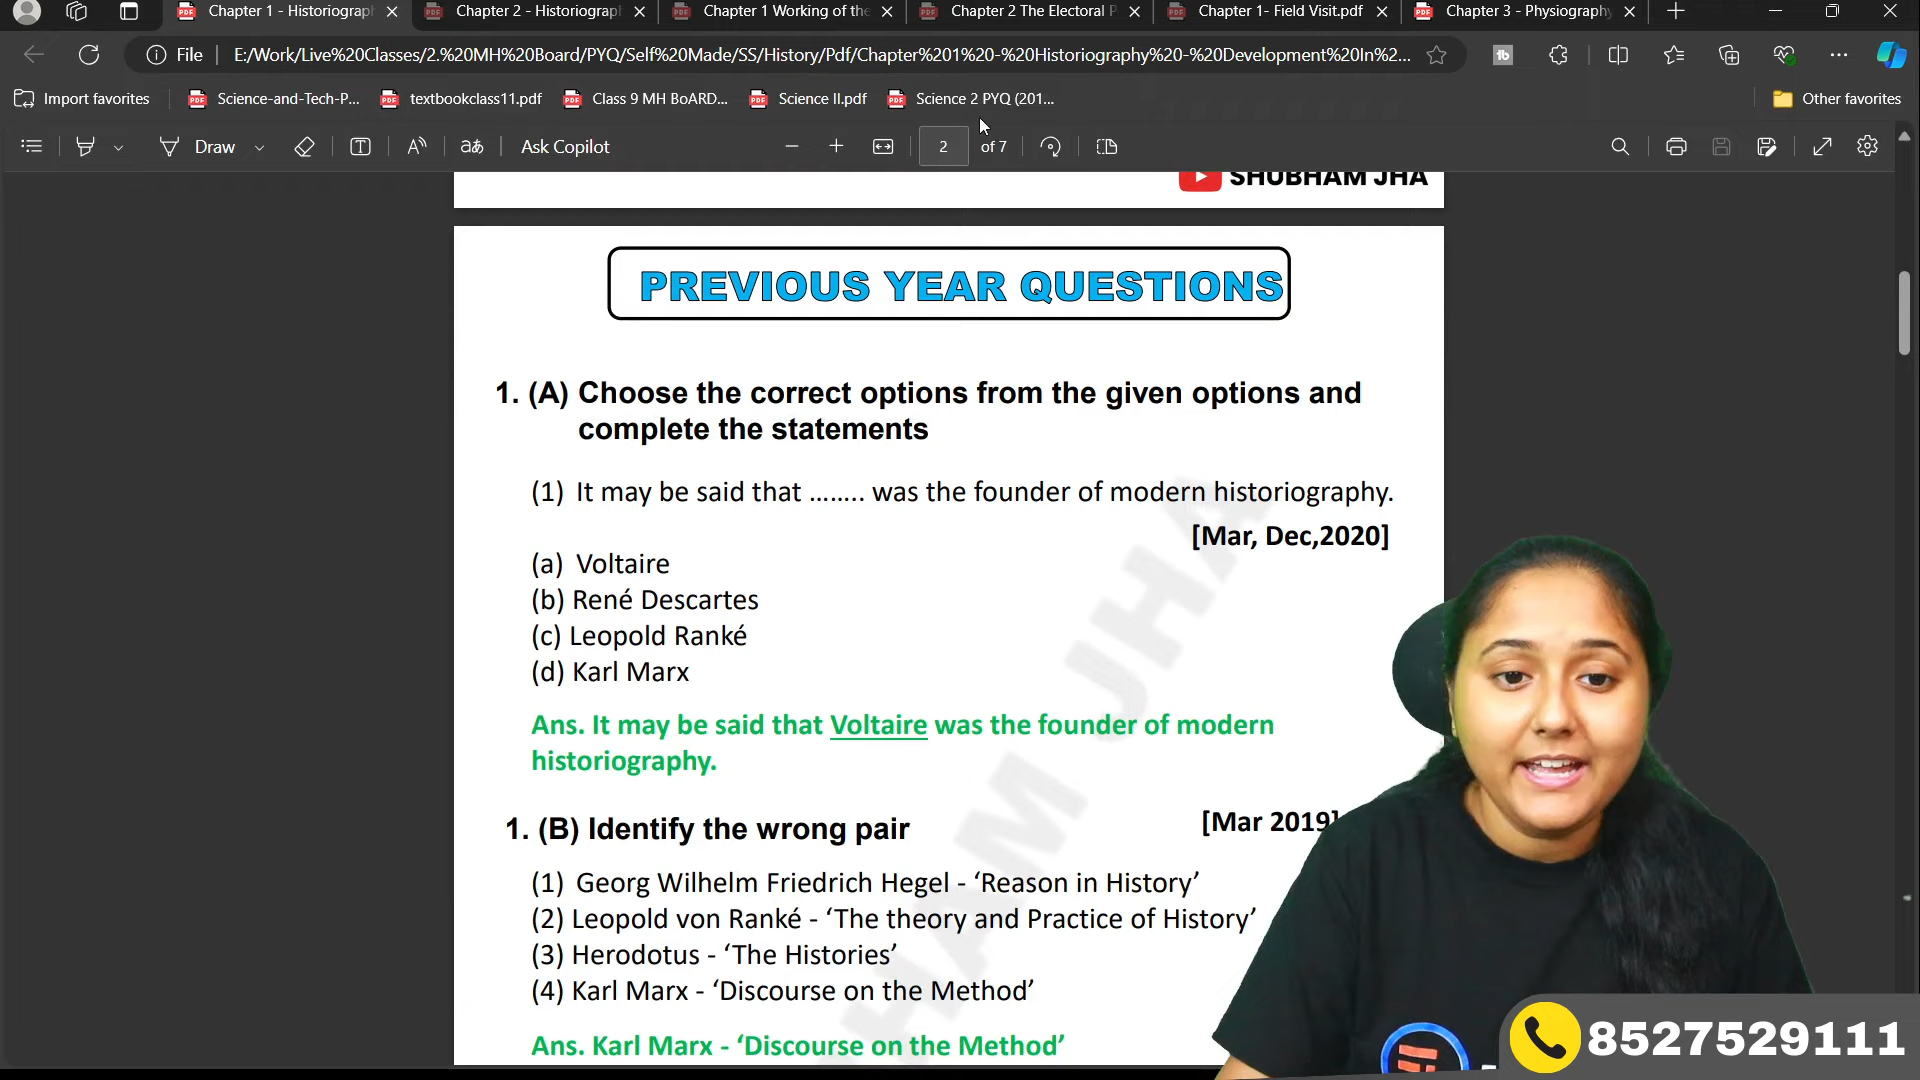 Chapter 1 - Historiograph
Chapter 2 - Historiograph
Chapter 1 Working of the
Chapter 2 The Electoral P
Chapter 1- Field Visit.pdf
Chapter 3 - Physiography
File
E:/Work/Live%20Classes/2.%20MH%20Board/PYQ/Self%20Made/SS/History/Pdf/Chapter%201%20-%20Historiography%20-%20Development%20In%2...
Import favorites
Science-and-Tech-P...
textbookclass11.pdf
Class 9 MH BoARD...
Science II.pdf
Science 2 PYQ (201...
Other favorites
Draw
aあ
Ask Copilot
2 of 7
SHUBHAM JHA
PREVIOUS YEAR QUESTIONS
1. (A) Choose the correct options from the given options and
complete the statements
(1) It may be said that …….. was the founder of modern historiography.
[Mar, Dec,2020]
(a) Voltaire
(b) René Descartes
(c) Leopold Ranké
(d) Karl Marx
Ans. It may be said that Voltaire was the founder of modern
historiography.
1. (B) Identify the wrong pair
[Mar 2019]
(1) Georg Wilhelm Friedrich Hegel - ‘Reason in History’
(2) Leopold von Ranké - ‘The theory and Practice of History’
(3) Herodotus - ‘The Histories’
(4) Karl Marx - ‘Discourse on the Method’
Ans. Karl Marx - ‘Discourse on the Method’
HAM JHA
8527529111